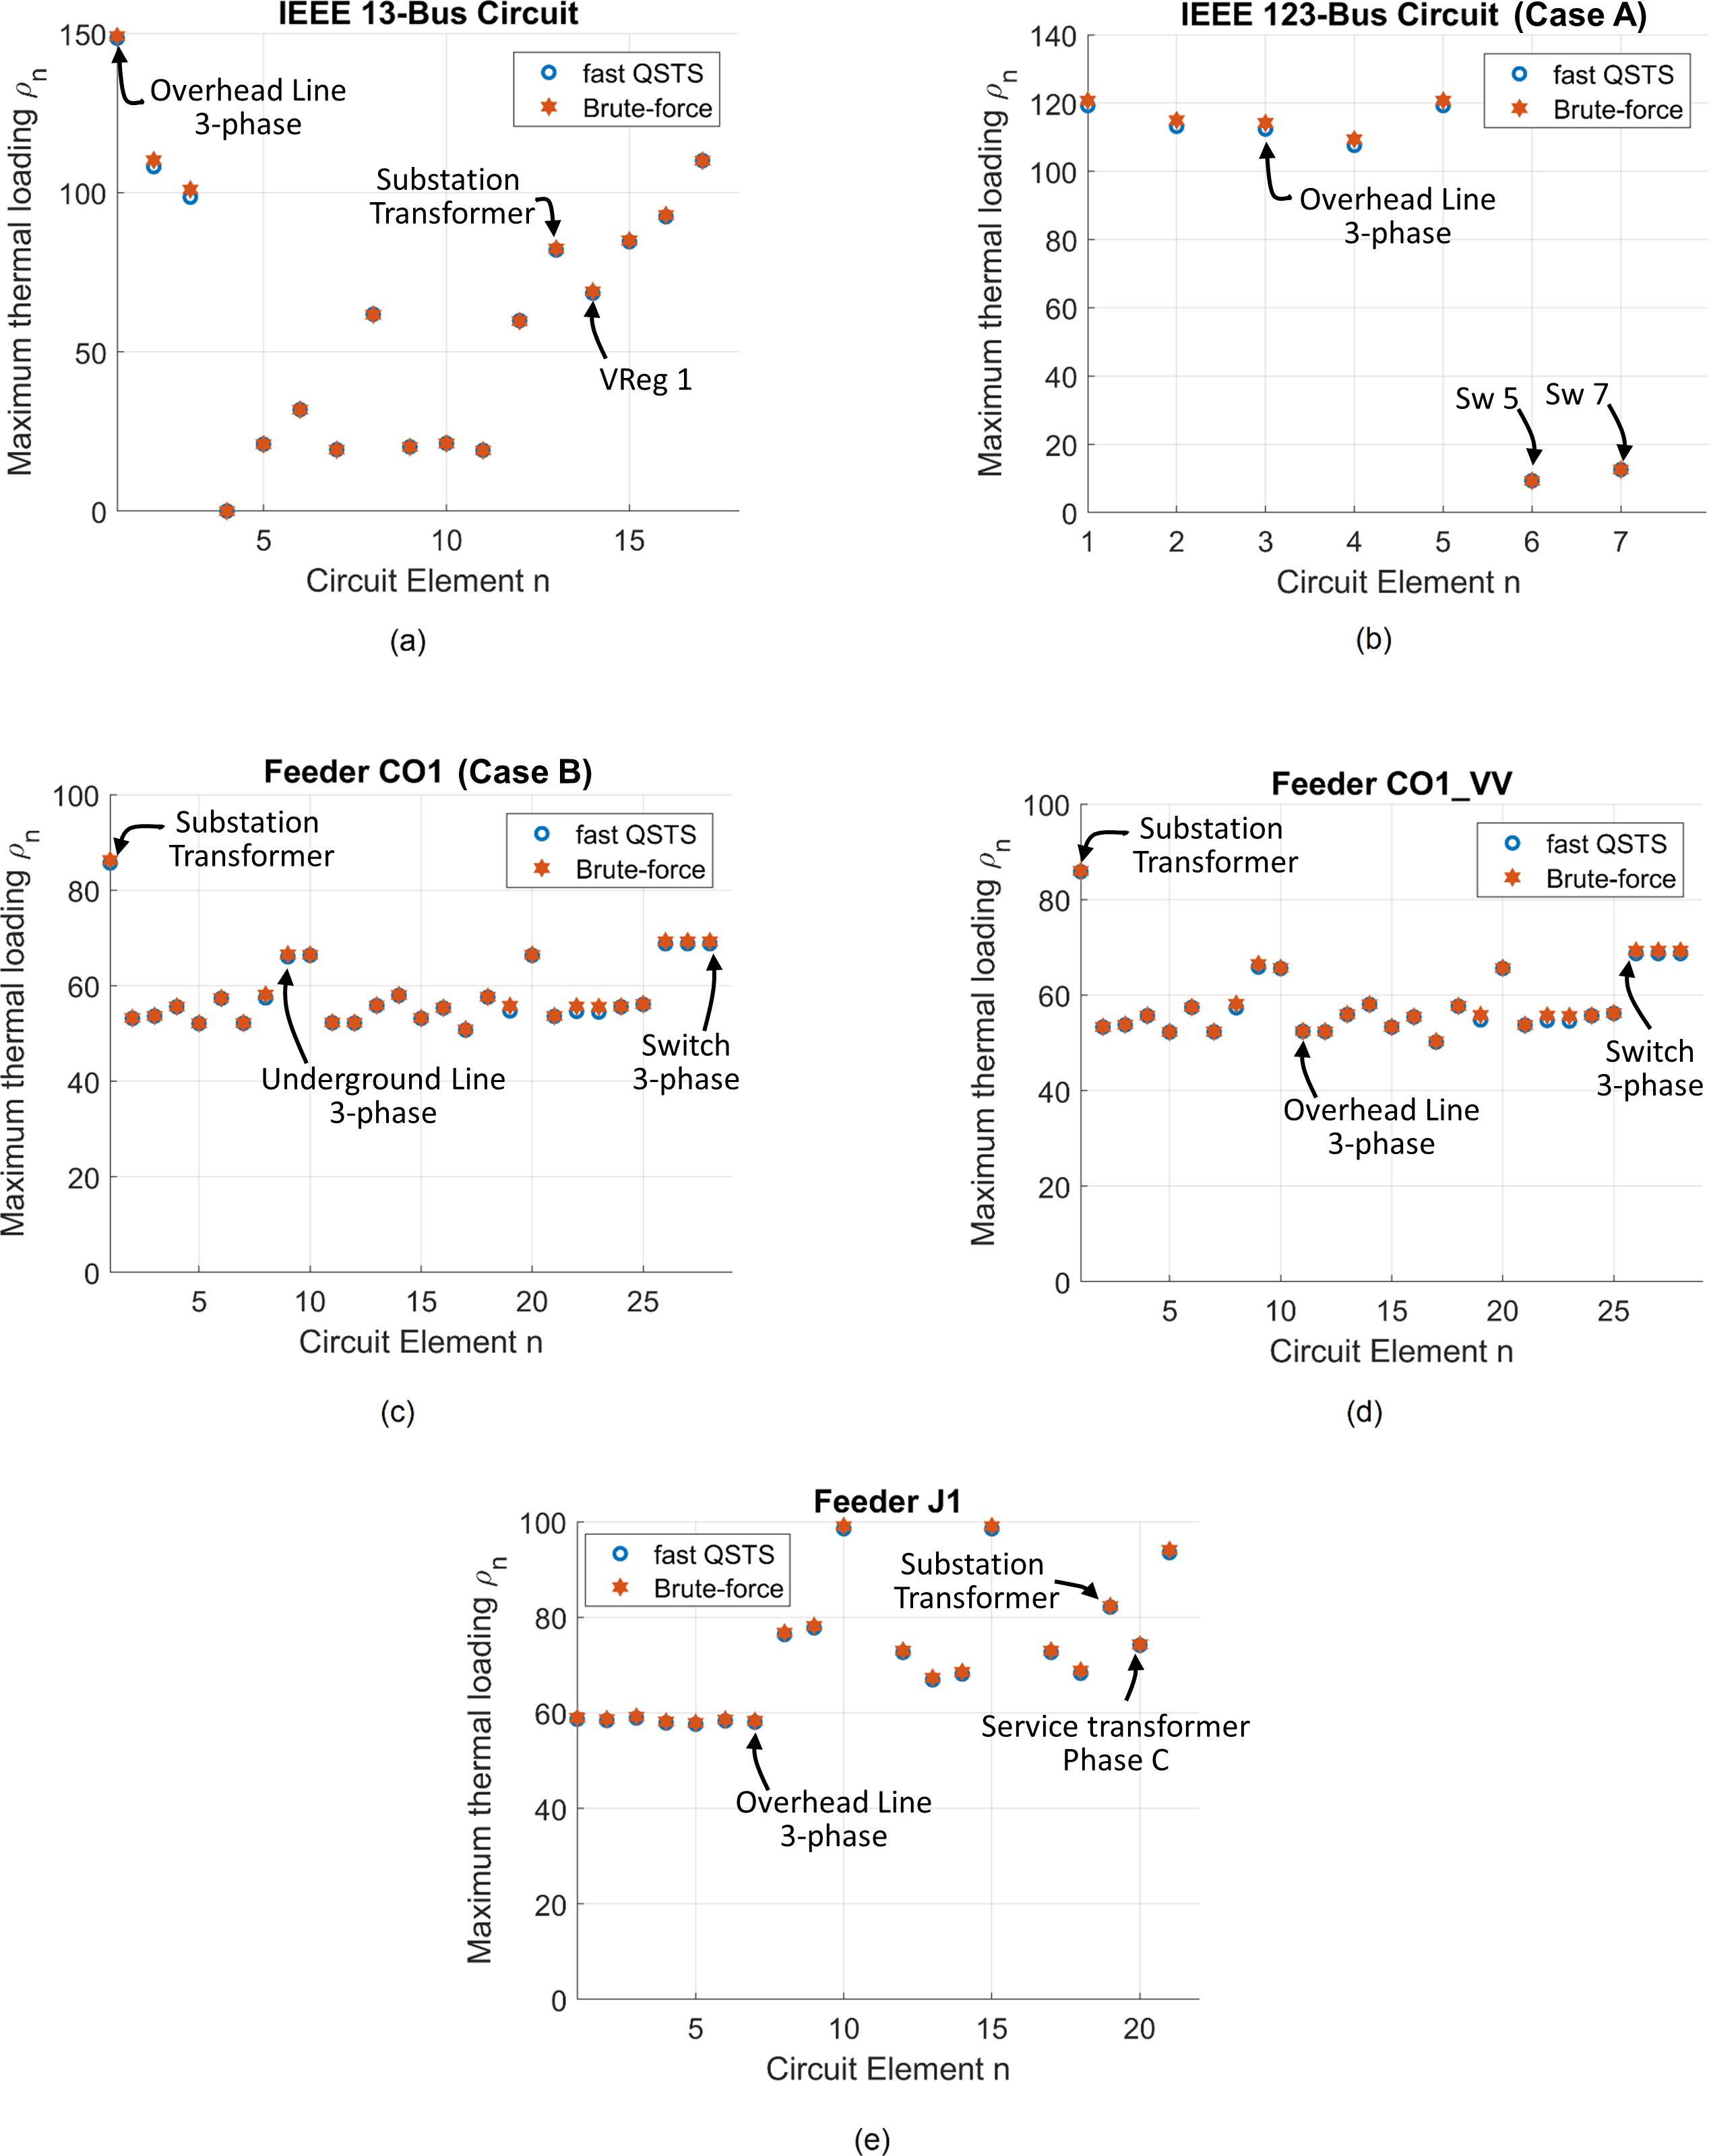 IEEE 13-Bus Circuit
Maximum thermal loading ρn
150
100
50
0
5
10
15
Circuit Element n
fast QSTS
Brute-force
Overhead Line
3-phase
Substation
Transformer
VReg 1
(a)
IEEE 123-Bus Circuit (Case A)
Maximum thermal loading ρn
140
120
100
80
60
40
20
0
1
2
3
4
5
6
7
Circuit Element n
fast QSTS
Brute-force
Overhead Line
3-phase
Sw 5
Sw 7
(b)
Feeder CO1 (Case B)
Maximum thermal loading ρn
100
80
60
40
20
0
5
10
15
20
25
Circuit Element n
fast QSTS
Brute-force
Substation
Transformer
Underground Line
3-phase
Switch
3-phase
(c)
Feeder CO1_VV
Maximum thermal loading ρn
100
80
60
40
20
0
5
10
15
20
25
Circuit Element n
fast QSTS
Brute-force
Substation
Transformer
Overhead Line
3-phase
Switch
3-phase
(d)
Feeder J1
Maximum thermal loading ρn
100
80
60
40
20
0
5
10
15
20
Circuit Element n
fast QSTS
Brute-force
Substation
Transformer
Service transformer
Phase C
Overhead Line
3-phase
(e)